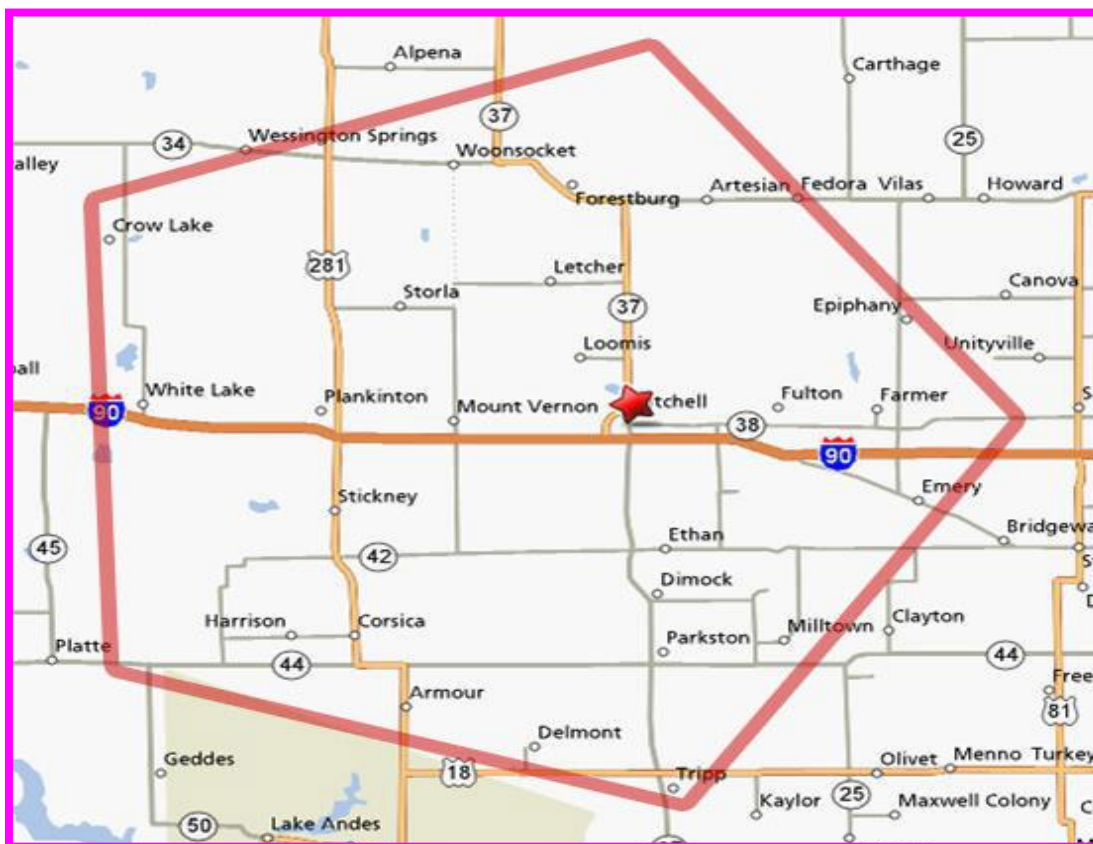 Alpena
Carthage
37
25
34
Wessington Springs
Woonsocket
alley
Forestburg
Artesian
Fedora
Vilas
Howard
Crow Lake
281
Letcher
Canova
Storla
37
Epiphany
Loomis
Unityville
all
White Lake
Plankinton
Mount Vernon
tchell
Fulton
Farmer
S
90
38
90
Emery
Stickney
Bridgewa
45
42
Ethan
St
Dimock
D
Harrison
Corsica
Milltown
Clayton
Platte
Parkston
44
44
Armour
Free
81
Delmont
Geddes
18
Tripp
Olivet
Menno
Turkey
Kaylor
25
Maxwell Colony
C
50
Lake Andes